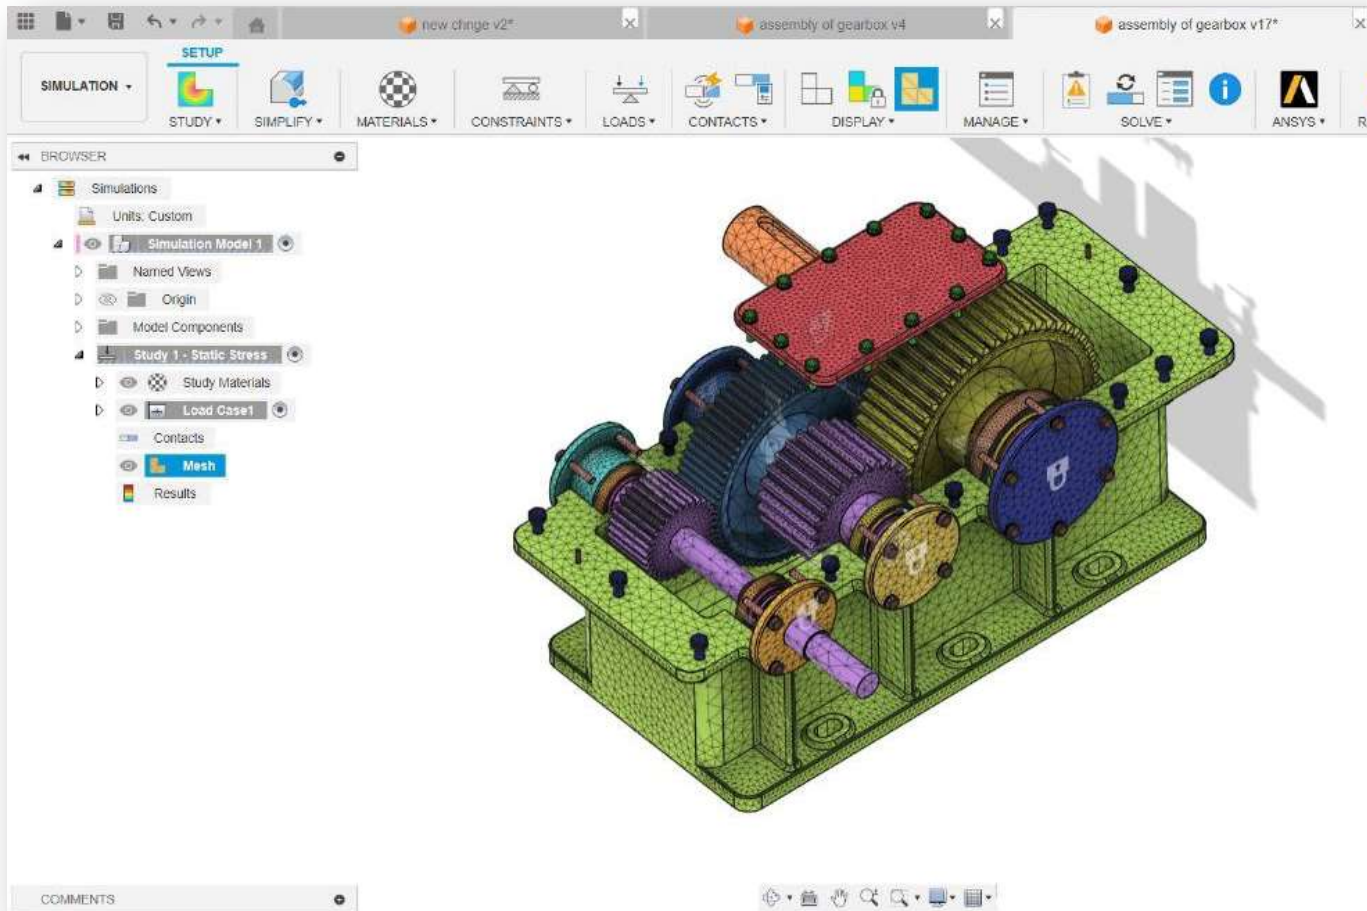 new chnge v2*
assembly of gearbox v4
assembly of gearbox v17*
SETUP
SIMULATION
STUDY
SIMPLIFY
MATERIALS
CONSTRAINTS
LOADS
CONTACTS
DISPLAY
MANAGE
SOLVE
ANSYS
R
BROWSER
Simulations
Units: Custom
Simulation Model 1
Named Views
Origin
Model Components
Study 1 - Static Stress
Study Materials
Load Case1
Contacts
Mesh
Results
COMMENTS